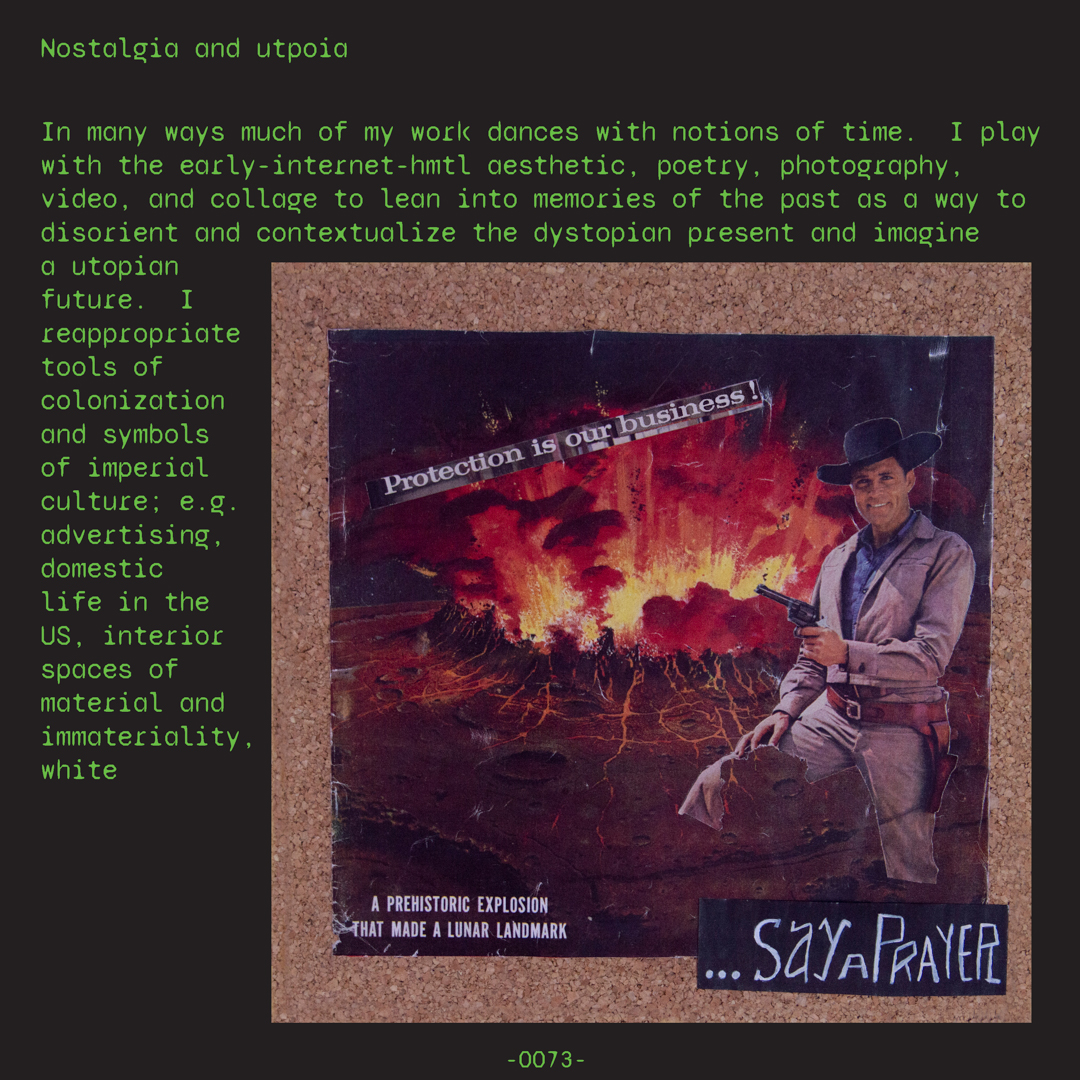 Nostalgia and utpoia
In many ways much of my work dances with notions of time.  I play
with the early-internet-hmtl aesthetic, poetry, photography,
video, and collage to lean into memories of the past as a way to
disorient and contextualize the dystopian present and imagine
a utopian
future.  I
reappropriate
tools of
colonization
and symbols
of imperial
culture; e.g.
advertising,
domestic
life in the
US, interior
spaces of
material and
immateriality,
white
Protection is our business!
A PREHISTORIC EXPLOSION
THAT MADE A LUNAR LANDMARK
... SAY A PRAYER
-0073-